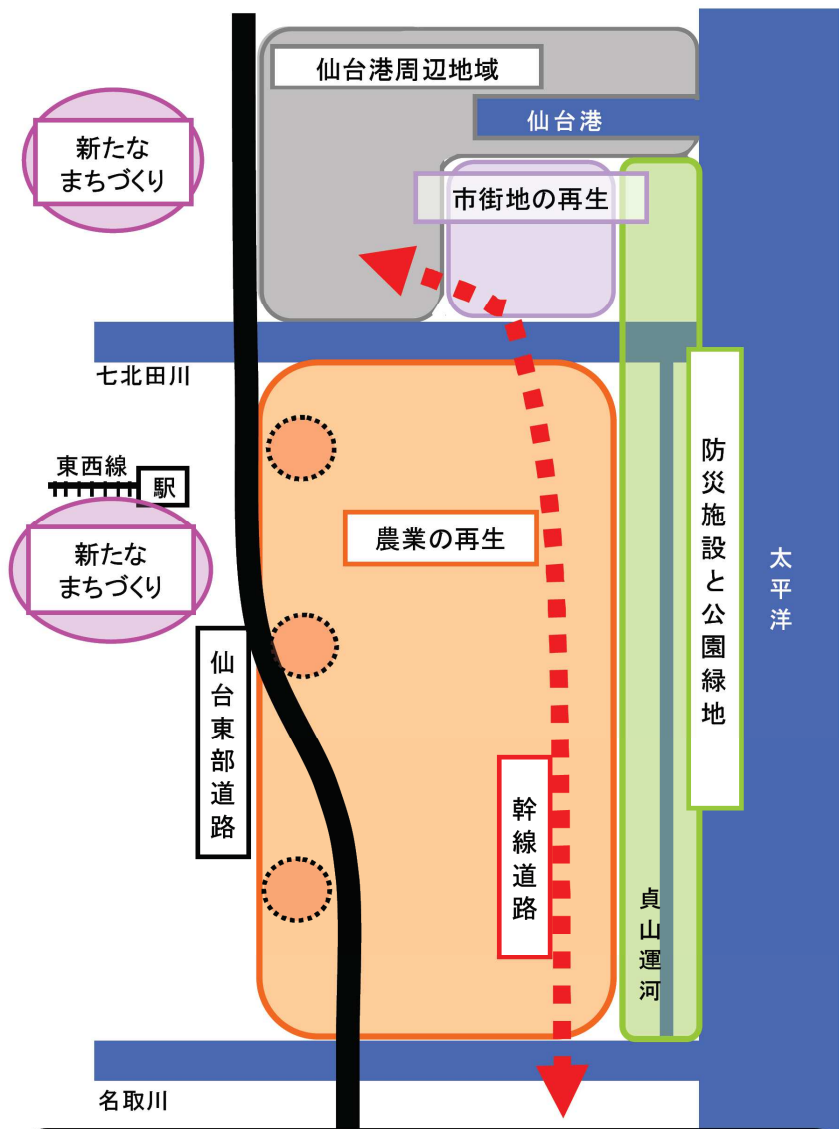 仙台港周辺地域
仙台港
新たな
まちづくり
市街地の再生
七北田川
東西線
駅
新たな
まちづくり
農業の再生
防災施設と公園緑地
太平洋
仙台東部道路
幹線道路
貞山運河
名取川